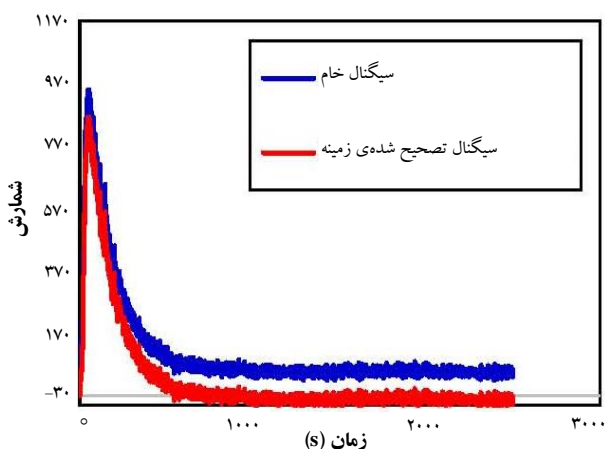 ۱۱۷۰
۹۷۰
۷۷۰
۵۷۰
۳۷۰
۱۷۰
-۳۰
شمارش
سیگنال خام
سیگنال تصحیح شده‌ی زمینه
۰
۱۰۰۰
۲۰۰۰
۳۰۰۰
زمان (s)